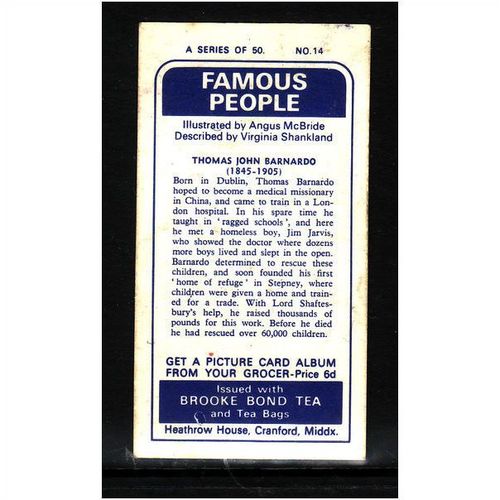 A SERIES OF 50. NO.14
FAMOUS
PEOPLE
Illustrated by Angus McBride
Described by Virginia Shankland
THOMAS JOHN BARNARDO
(1845-1905)
Born in Dublin, Thomas Barnardo
hoped to become a medical missionary
in China, and came to train in a Lon-
don hospital. In his spare time he
taught in 'ragged schools', and here
he met a homeless boy, Jim Jarvis,
who showed the doctor where dozens
more boys lived and slept in the open.
Barnardo determined to rescue these
children, and soon founded his first
'home of refuge' in Stepney, where
children were given a home and train-
ed for a trade. With Lord Shaftes-
bury's help, he raised thousands of
pounds for this work. Before he died
he had rescued over 60,000 children.
GET A PICTURE CARD ALBUM
FROM YOUR GROCER-Price 6d
Issued with
BROOKE BOND TEA
and Tea Bags
Heathrow House, Cranford, Middx.